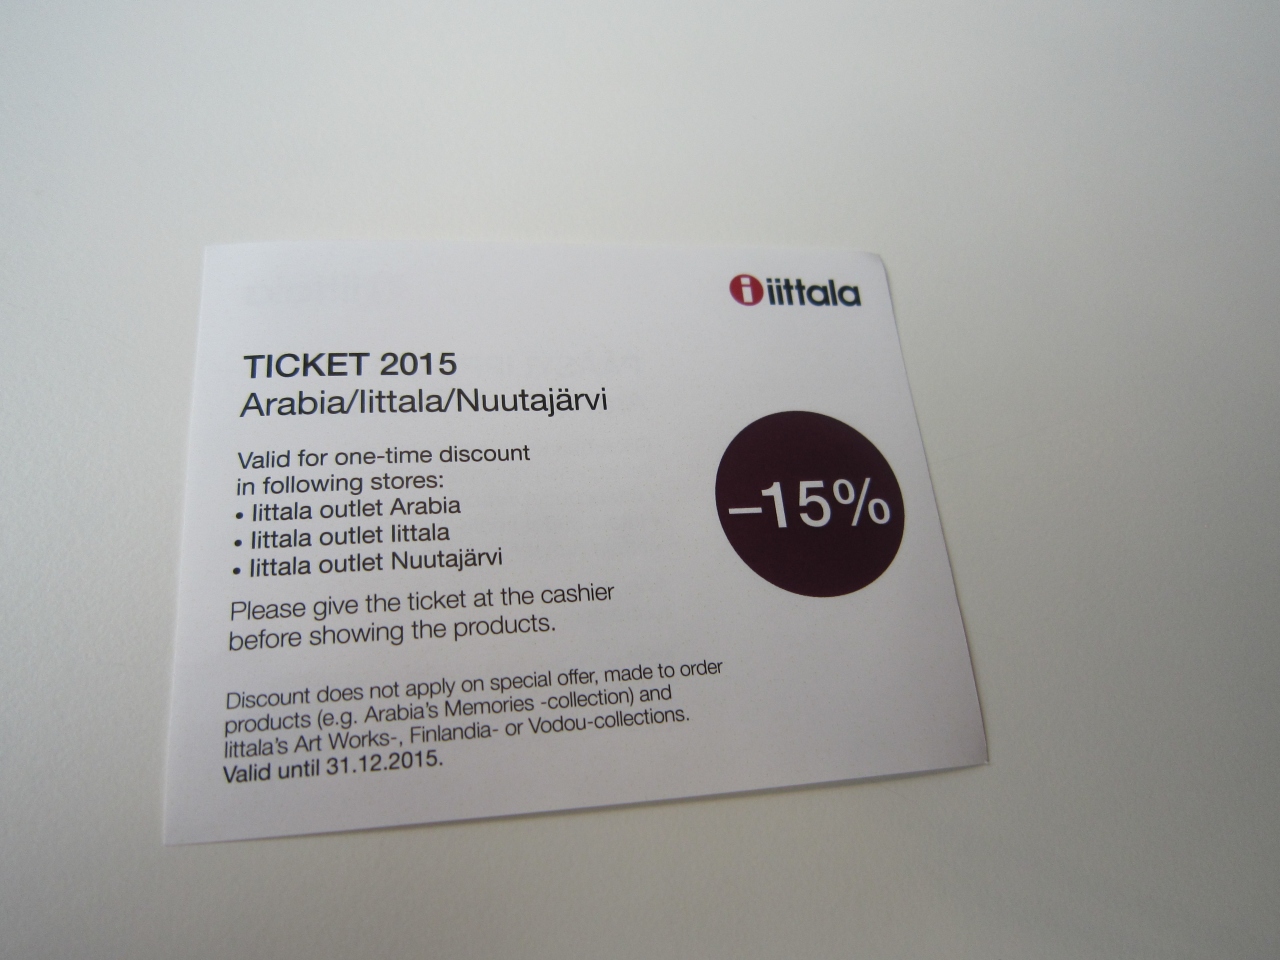 iittala
TICKET 2015
Arabia/Iittala/Nuutajärvi
Valid for one-time discount
in following stores:
• Iittala outlet Arabia
• Iittala outlet Iittala
• Iittala outlet Nuutajärvi
–15%
Please give the ticket at the cashier
before showing the products.
Discount does not apply on special offer, made to order
products (e.g. Arabia's Memories -collection) and
Iittala's Art Works-, Finlandia- or Vodou-collections.
Valid until 31.12.2015.